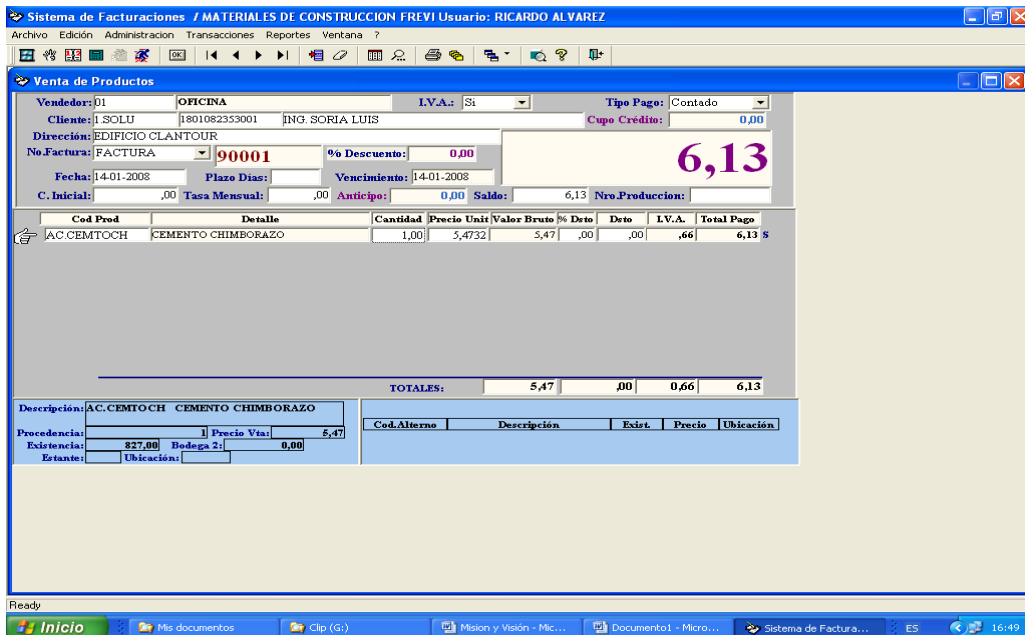 Sistema de Facturaciones / MATERIALES DE CONSTRUCCION FREVI Usuario: RICARDO ALVAREZ
Archivo Edición Administracion Transacciones Reportes Ventana ?
OK
Venta de Productos
Vendedor: 01 OFICINA I.V.A.: Si Tipo Pago: Contado
Cliente: 1.SOLU 1801082353001 ING. SORIA LUIS Cupo Crédito: 0,00
Dirección: EDIFICIO CLANTOUR
No.Factura: FACTURA 90001 % Descuento: 0,00 6,13
Fecha: 14-01-2008 Plazo Dias: Vencimiento: 14-01-2008
C. Inicial: ,00 Tasa Mensual: ,00 Anticipo: 0,00 Saldo: 6,13 Nro.Produccion:
Cod Prod Detalle Cantidad Precio Unit Valor Bruto % Dsto Dsto I.V.A. Total Pago
AC.CEMTOCH CEMENTO CHIMBORAZO 1,00 5,4732 5,47 ,00 ,00 ,66 6,13 S
TOTALES: 5,47 ,00 0,66 6,13
Descripción: AC.CEMTOCH CEMENTO CHIMBORAZO
Procedencia: 1 Precio Vta: 5,47
Existencia: 827,00 Bodega 2: 0,00
Estante: Ubicación:
Cod.Alterno Descripción Exist. Precio Ubicación
Ready
Inicio Mis documentos Clip (G:) Mision y Visión - Mic... Documento1 - Micro... Sistema de Factura... ES 16:49